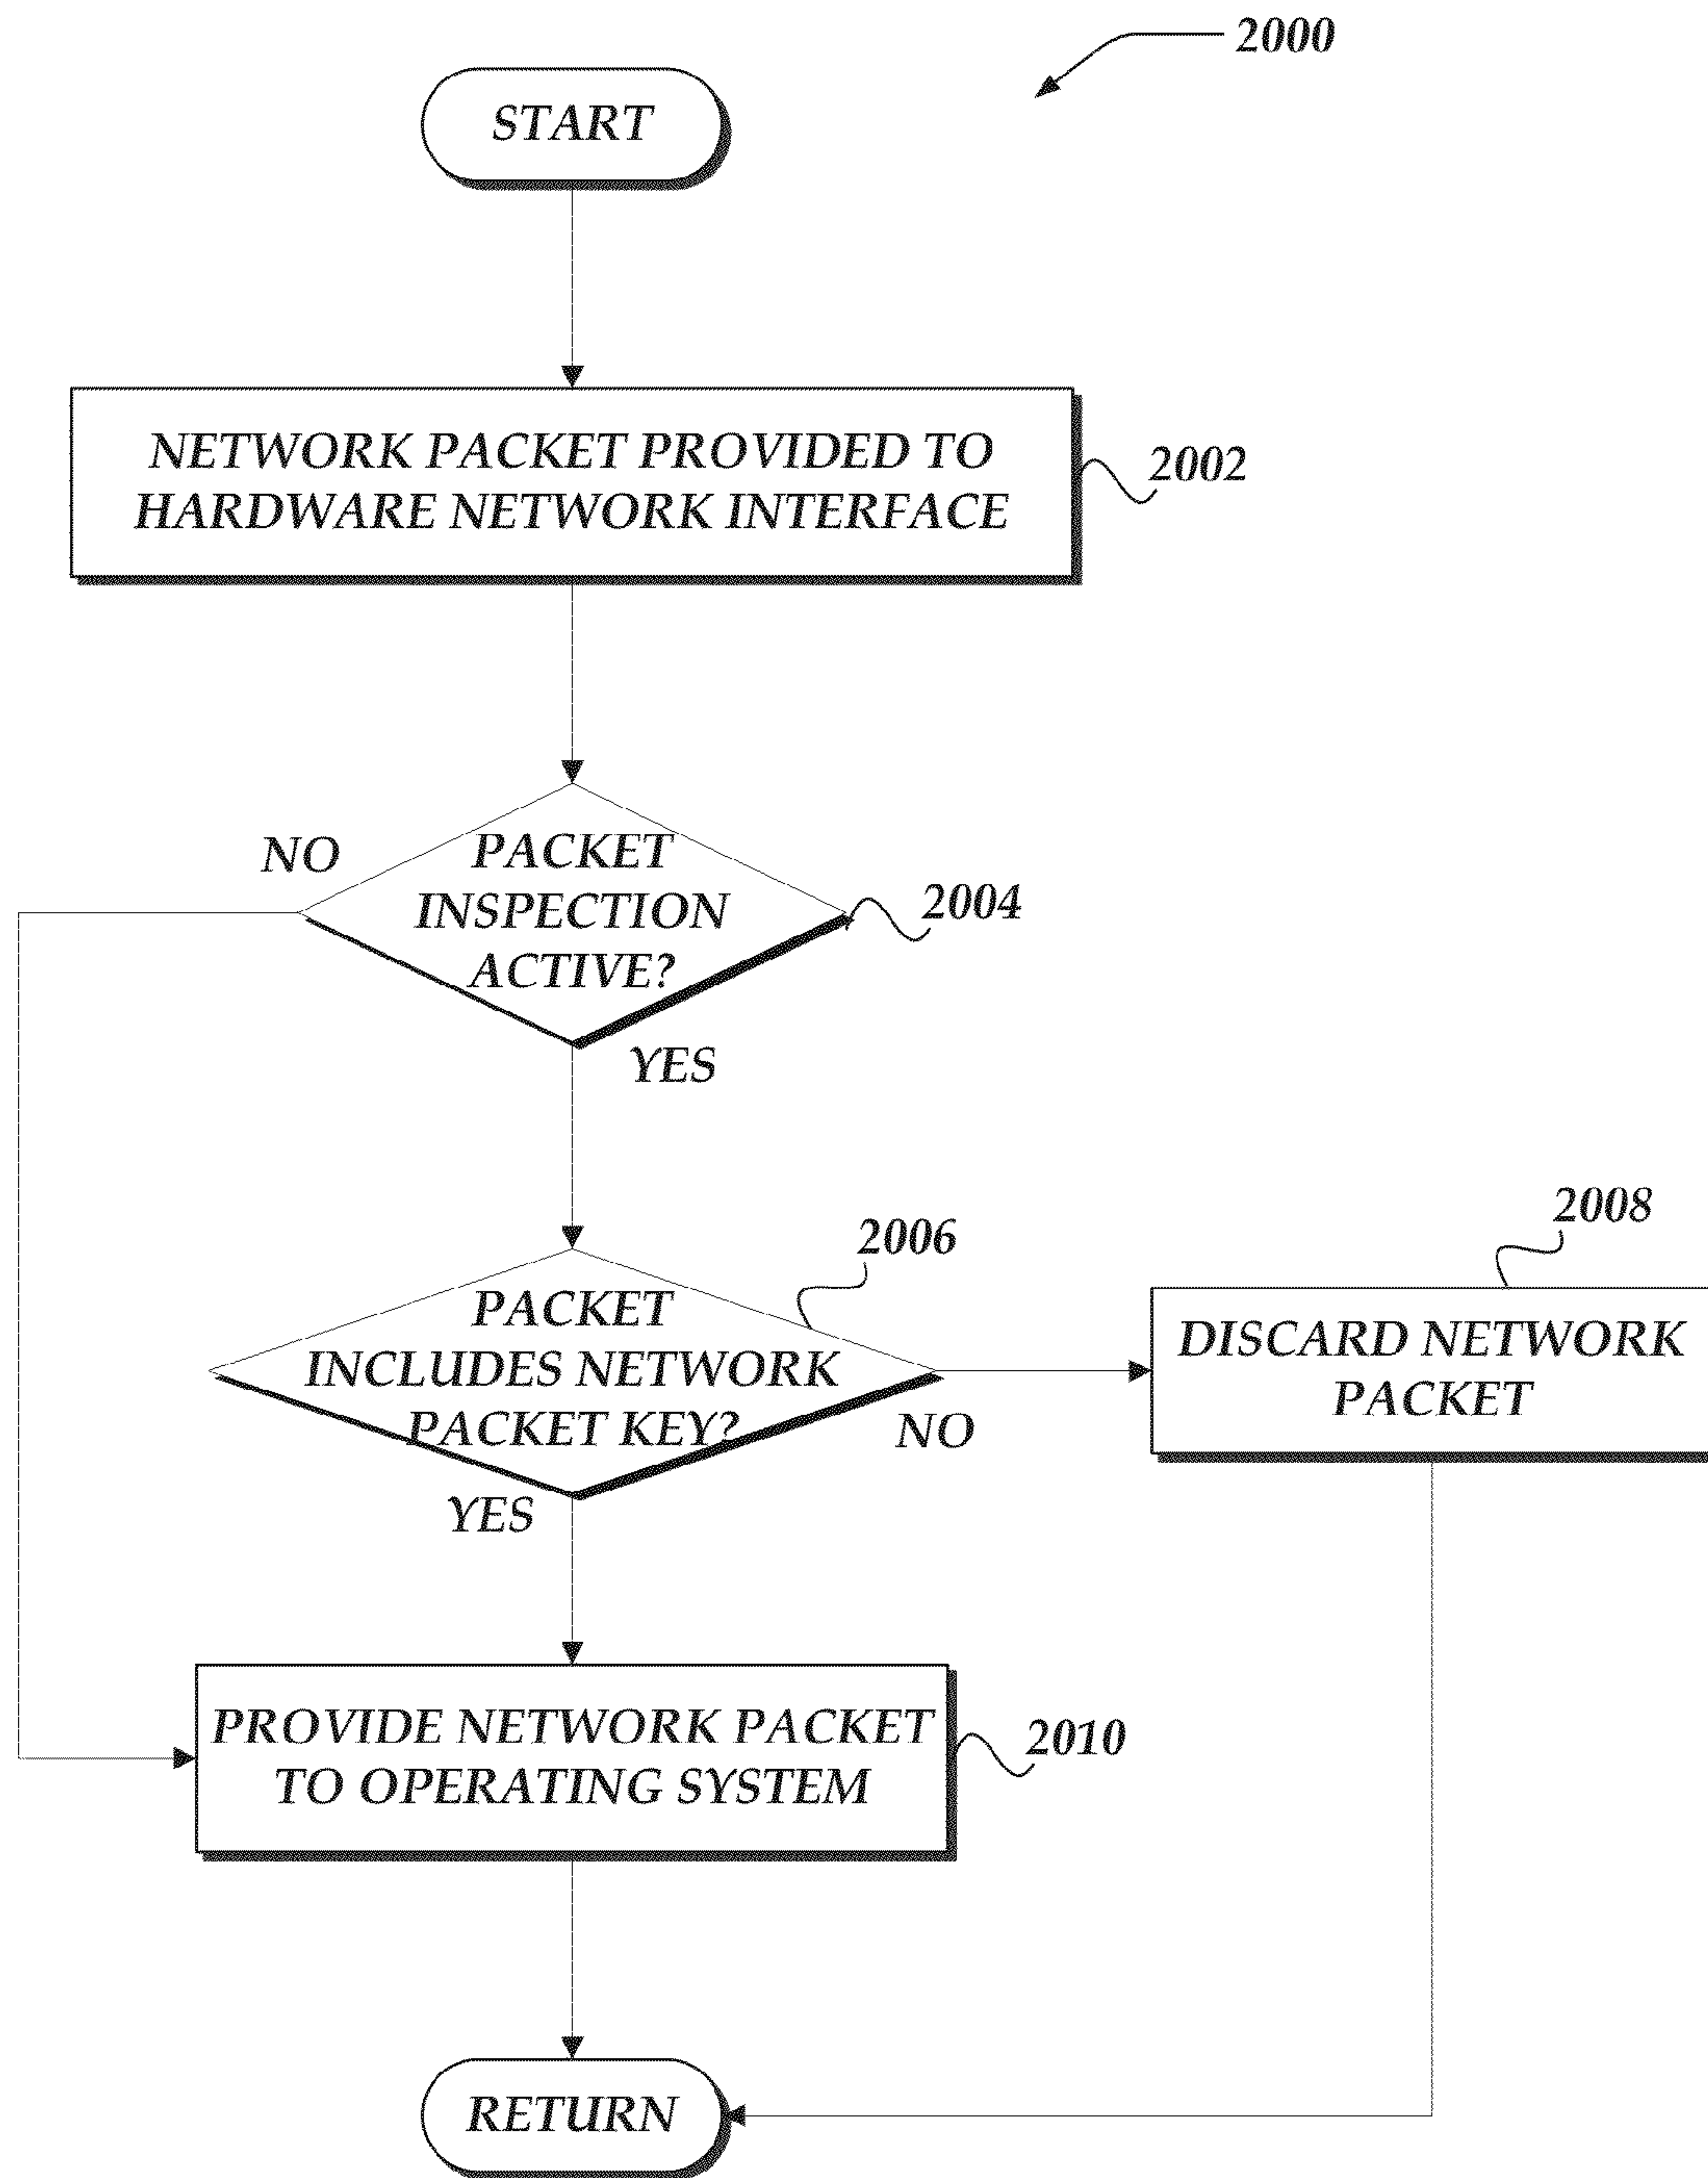 2000
START
NETWORK PACKET PROVIDED TO
HARDWARE NETWORK INTERFACE
2002
NO
PACKET
INSPECTION
ACTIVE?
2004
YES
2006
2008
PACKET
INCLUDES NETWORK
PACKET KEY?
NO
DISCARD NETWORK
PACKET
YES
PROVIDE NETWORK PACKET
TO OPERATING SYSTEM
2010
RETURN